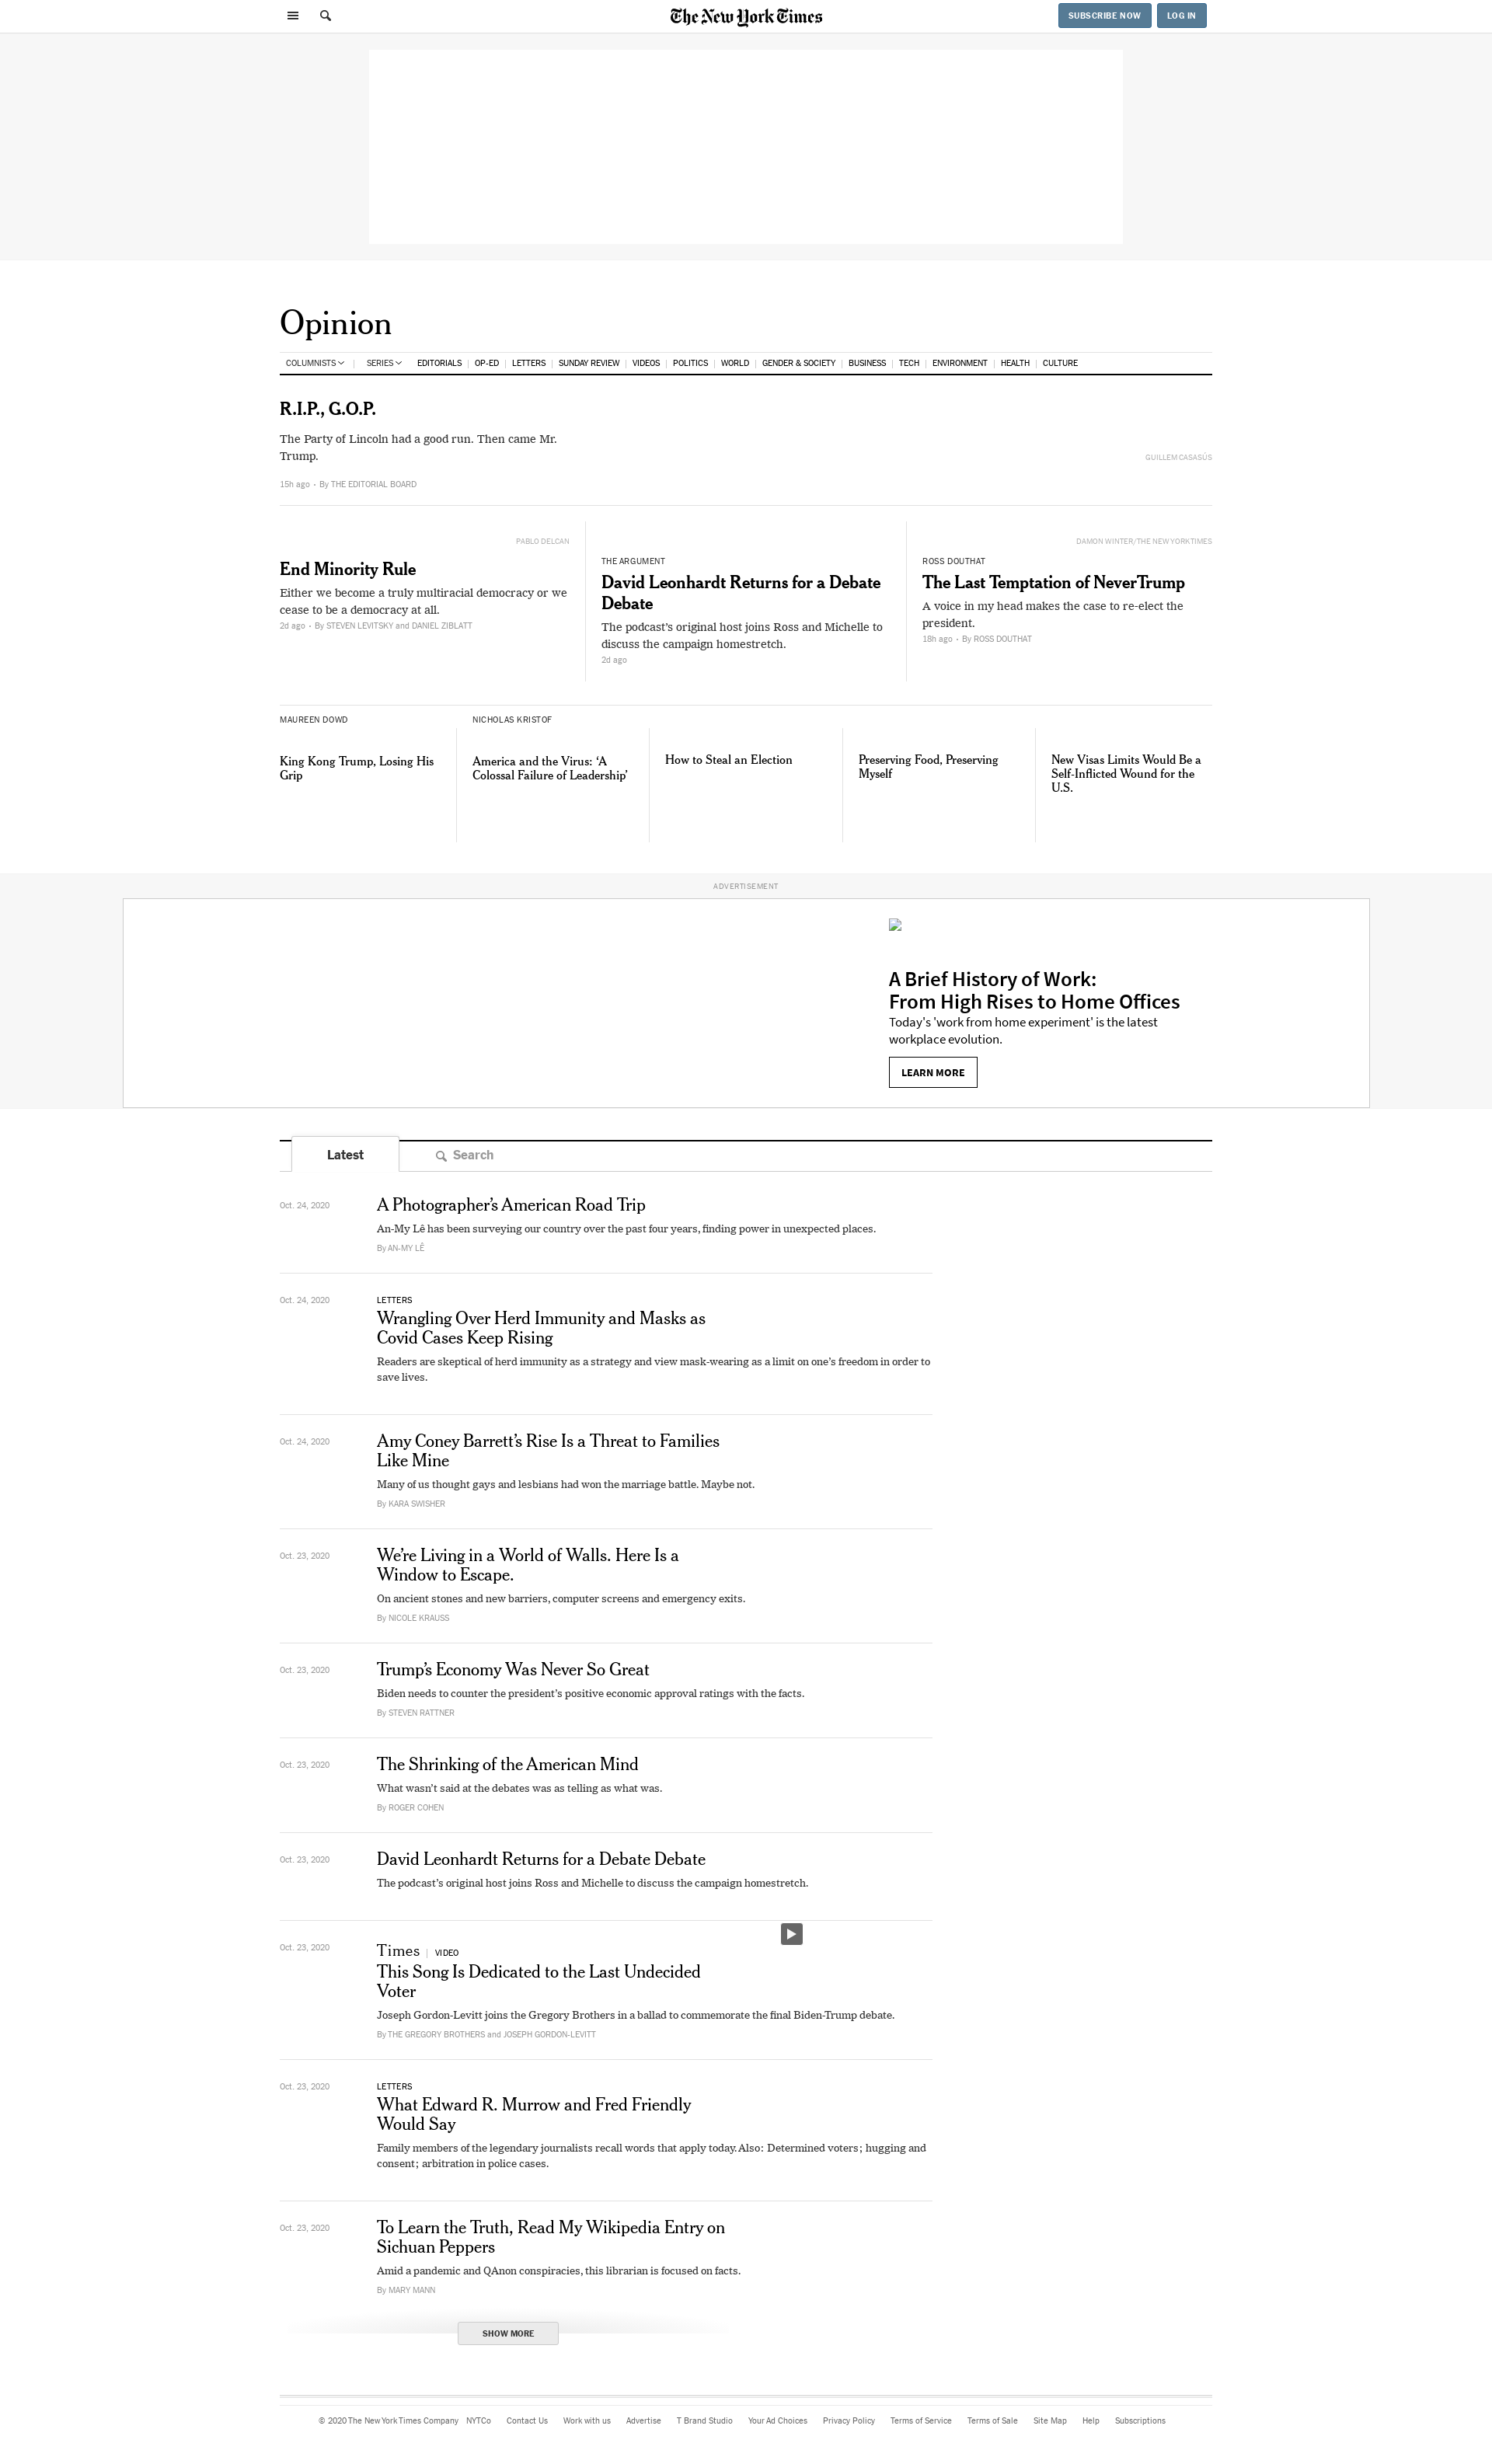 The New York Times
SUBSCRIBE NOW
LOG IN
Opinion
COLUMNISTS
SERIES
EDITORIALS
OP-ED
LETTERS
SUNDAY REVIEW
VIDEOS
POLITICS
WORLD
GENDER & SOCIETY
BUSINESS
TECH
ENVIRONMENT
HEALTH
CULTURE
R.I.P., G.O.P.
The Party of Lincoln had a good run. Then came Mr.
Trump.
GUILLEM CASASÚS
15h ago • By THE EDITORIAL BOARD
PABLO DELCAN
End Minority Rule
Either we become a truly multiracial democracy or we
cease to be a democracy at all.
2d ago • By STEVEN LEVITSKY and DANIEL ZIBLATT
THE ARGUMENT
David Leonhardt Returns for a Debate
Debate
The podcast’s original host joins Ross and Michelle to
discuss the campaign homestretch.
2d ago
DAMON WINTER/THE NEW YORK TIMES
ROSS DOUTHAT
The Last Temptation of NeverTrump
A voice in my head makes the case to re-elect the
president.
18h ago • By ROSS DOUTHAT
MAUREEN DOWD
King Kong Trump, Losing His
Grip
NICHOLAS KRISTOF
America and the Virus: ‘A
Colossal Failure of Leadership’
How to Steal an Election
Preserving Food, Preserving
Myself
New Visas Limits Would Be a
Self-Inflicted Wound for the
U.S.
ADVERTISEMENT
A Brief History of Work:
From High Rises to Home Offices
Today's 'work from home experiment' is the latest
workplace evolution.
LEARN MORE
Latest
Search
Oct. 24, 2020
A Photographer’s American Road Trip
An-My Lê has been surveying our country over the past four years, finding power in unexpected places.
By AN-MY LÊ
Oct. 24, 2020
LETTERS
Wrangling Over Herd Immunity and Masks as
Covid Cases Keep Rising
Readers are skeptical of herd immunity as a strategy and view mask-wearing as a limit on one’s freedom in order to
save lives.
Oct. 24, 2020
Amy Coney Barrett’s Rise Is a Threat to Families
Like Mine
Many of us thought gays and lesbians had won the marriage battle. Maybe not.
By KARA SWISHER
Oct. 23, 2020
We’re Living in a World of Walls. Here Is a
Window to Escape.
On ancient stones and new barriers, computer screens and emergency exits.
By NICOLE KRAUSS
Oct. 23, 2020
Trump’s Economy Was Never So Great
Biden needs to counter the president’s positive economic approval ratings with the facts.
By STEVEN RATTNER
Oct. 23, 2020
The Shrinking of the American Mind
What wasn’t said at the debates was as telling as what was.
By ROGER COHEN
Oct. 23, 2020
David Leonhardt Returns for a Debate Debate
The podcast’s original host joins Ross and Michelle to discuss the campaign homestretch.
Oct. 23, 2020
Times | VIDEO
This Song Is Dedicated to the Last Undecided
Voter
Joseph Gordon-Levitt joins the Gregory Brothers in a ballad to commemorate the final Biden-Trump debate.
By THE GREGORY BROTHERS and JOSEPH GORDON-LEVITT
Oct. 23, 2020
LETTERS
What Edward R. Murrow and Fred Friendly
Would Say
Family members of the legendary journalists recall words that apply today. Also: Determined voters; hugging and
consent; arbitration in police cases.
Oct. 23, 2020
To Learn the Truth, Read My Wikipedia Entry on
Sichuan Peppers
Amid a pandemic and QAnon conspiracies, this librarian is focused on facts.
By MARY MANN
SHOW MORE
© 2020 The New York Times Company
NYTCo
Contact Us
Work with us
Advertise
T Brand Studio
Your Ad Choices
Privacy Policy
Terms of Service
Terms of Sale
Site Map
Help
Subscriptions